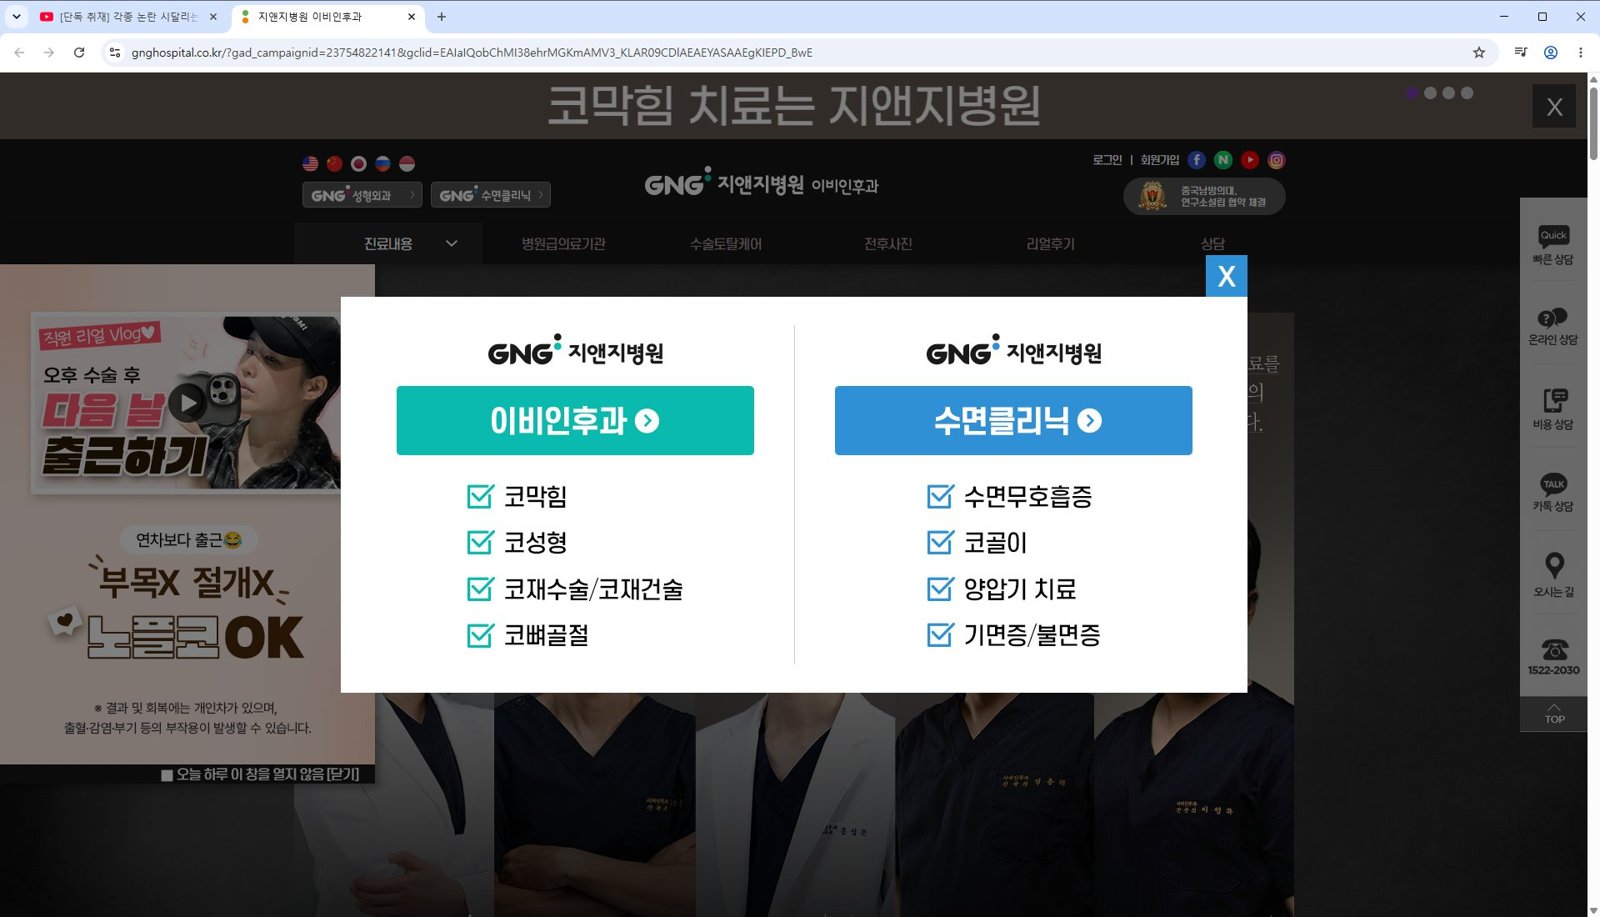 [단독 취재] 각종 논란 시달리는
지앤지병원 이비인후과
gnghospital.co.kr/?gad_campaignid=23754822141&gclid=EAIaIQobChMI38ehrMGKmAMV3_KLAR09CDlAEAEYASAAEgKIEPD_BwE
코막힘 치료는 지앤지병원
X
로그인 | 회원가입
GNG 성형외과
GNG 수면클리닉
GNG 지앤지병원 이비인후과
중국남방의대,
연구소설립 협약 체결
진료내용
병원급의료기관
수술토탈케어
전후사진
리얼후기
상담
X
직원 리얼 Vlog
오후 수술 후
다음 날
출근하기
연차보다 출근😂
부목X 절개X
노플코OK
※ 결과 및 회복에는 개인차가 있으며,
출혈·감염·부기 등의 부작용이 발생할 수 있습니다.
오늘 하루 이 창을 열지 않음 [닫기]
GNG 지앤지병원
이비인후과
코막힘
코성형
코재수술/코재건술
코뼈골절
GNG 지앤지병원
수면클리닉
수면무호흡증
코골이
양압기 치료
기면증/불면증
료를
의
다.
Quick
빠른 상담
온라인 상담
비용 상담
TALK
카톡 상담
오시는 길
1522-2030
TOP